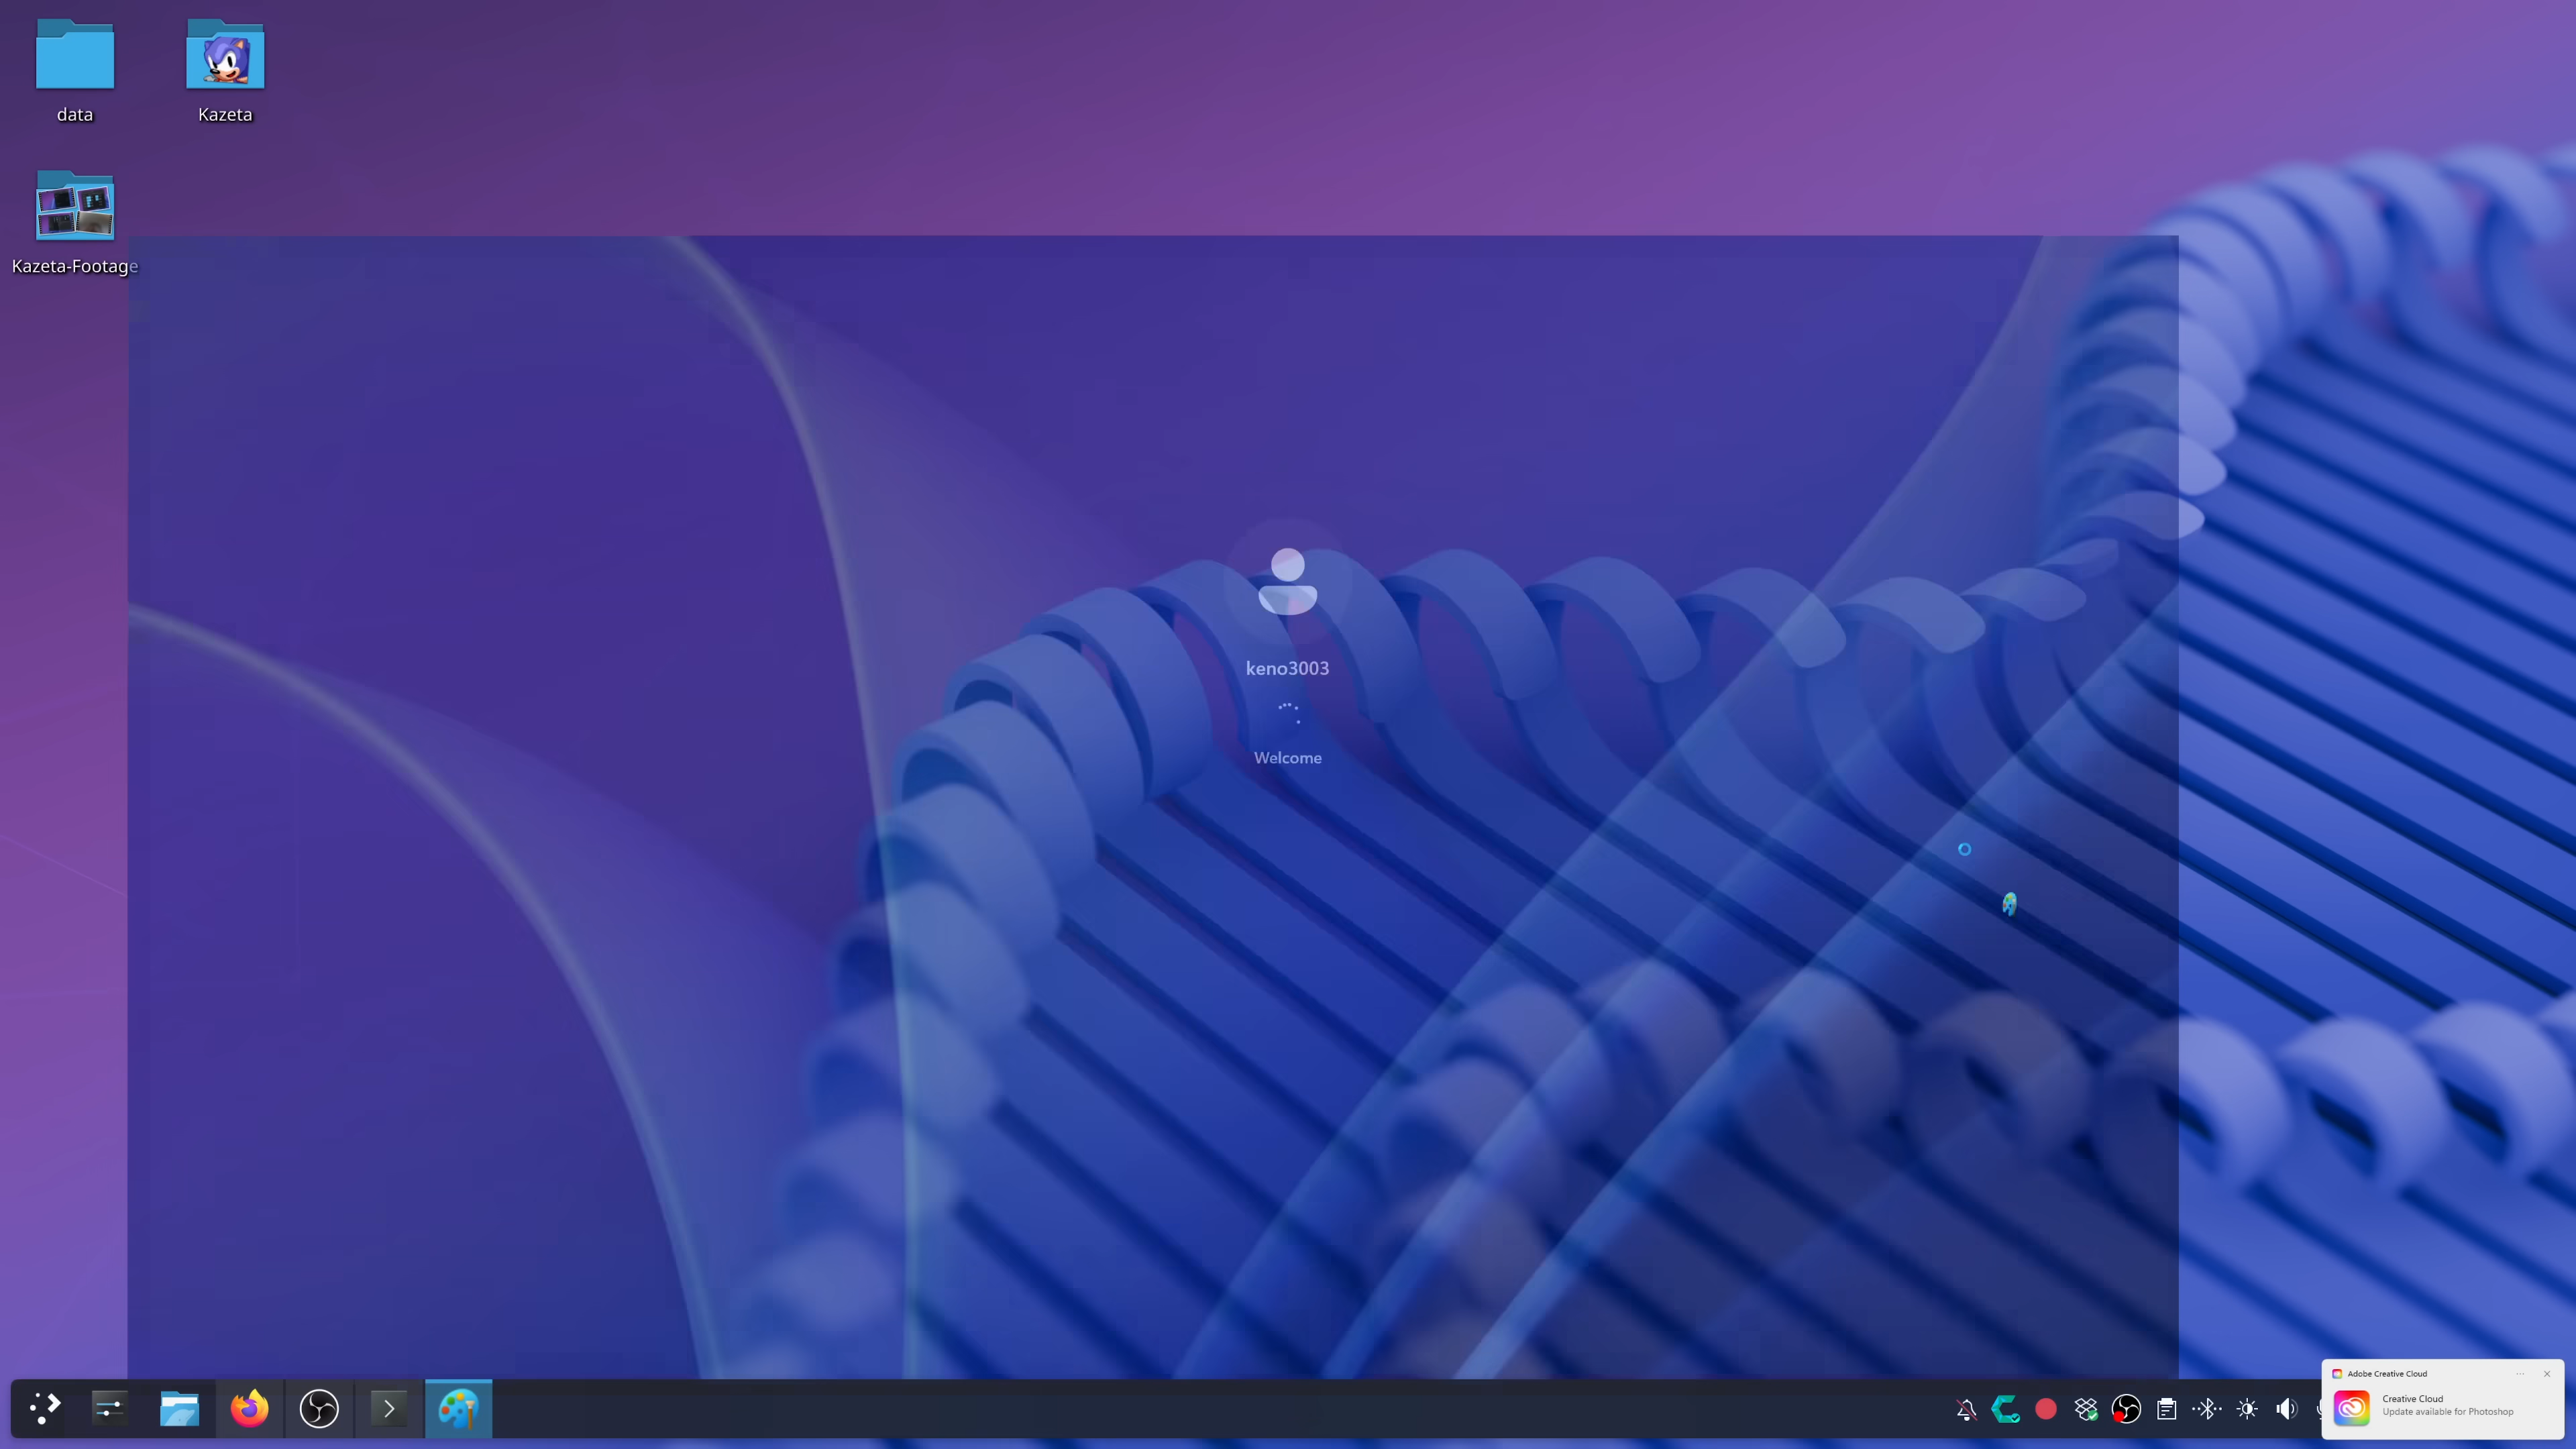 data
Kazeta
Kazeta-Footage
keno3003
Welcome
Adobe Creative Cloud
Creative Cloud
Update available for Photoshop